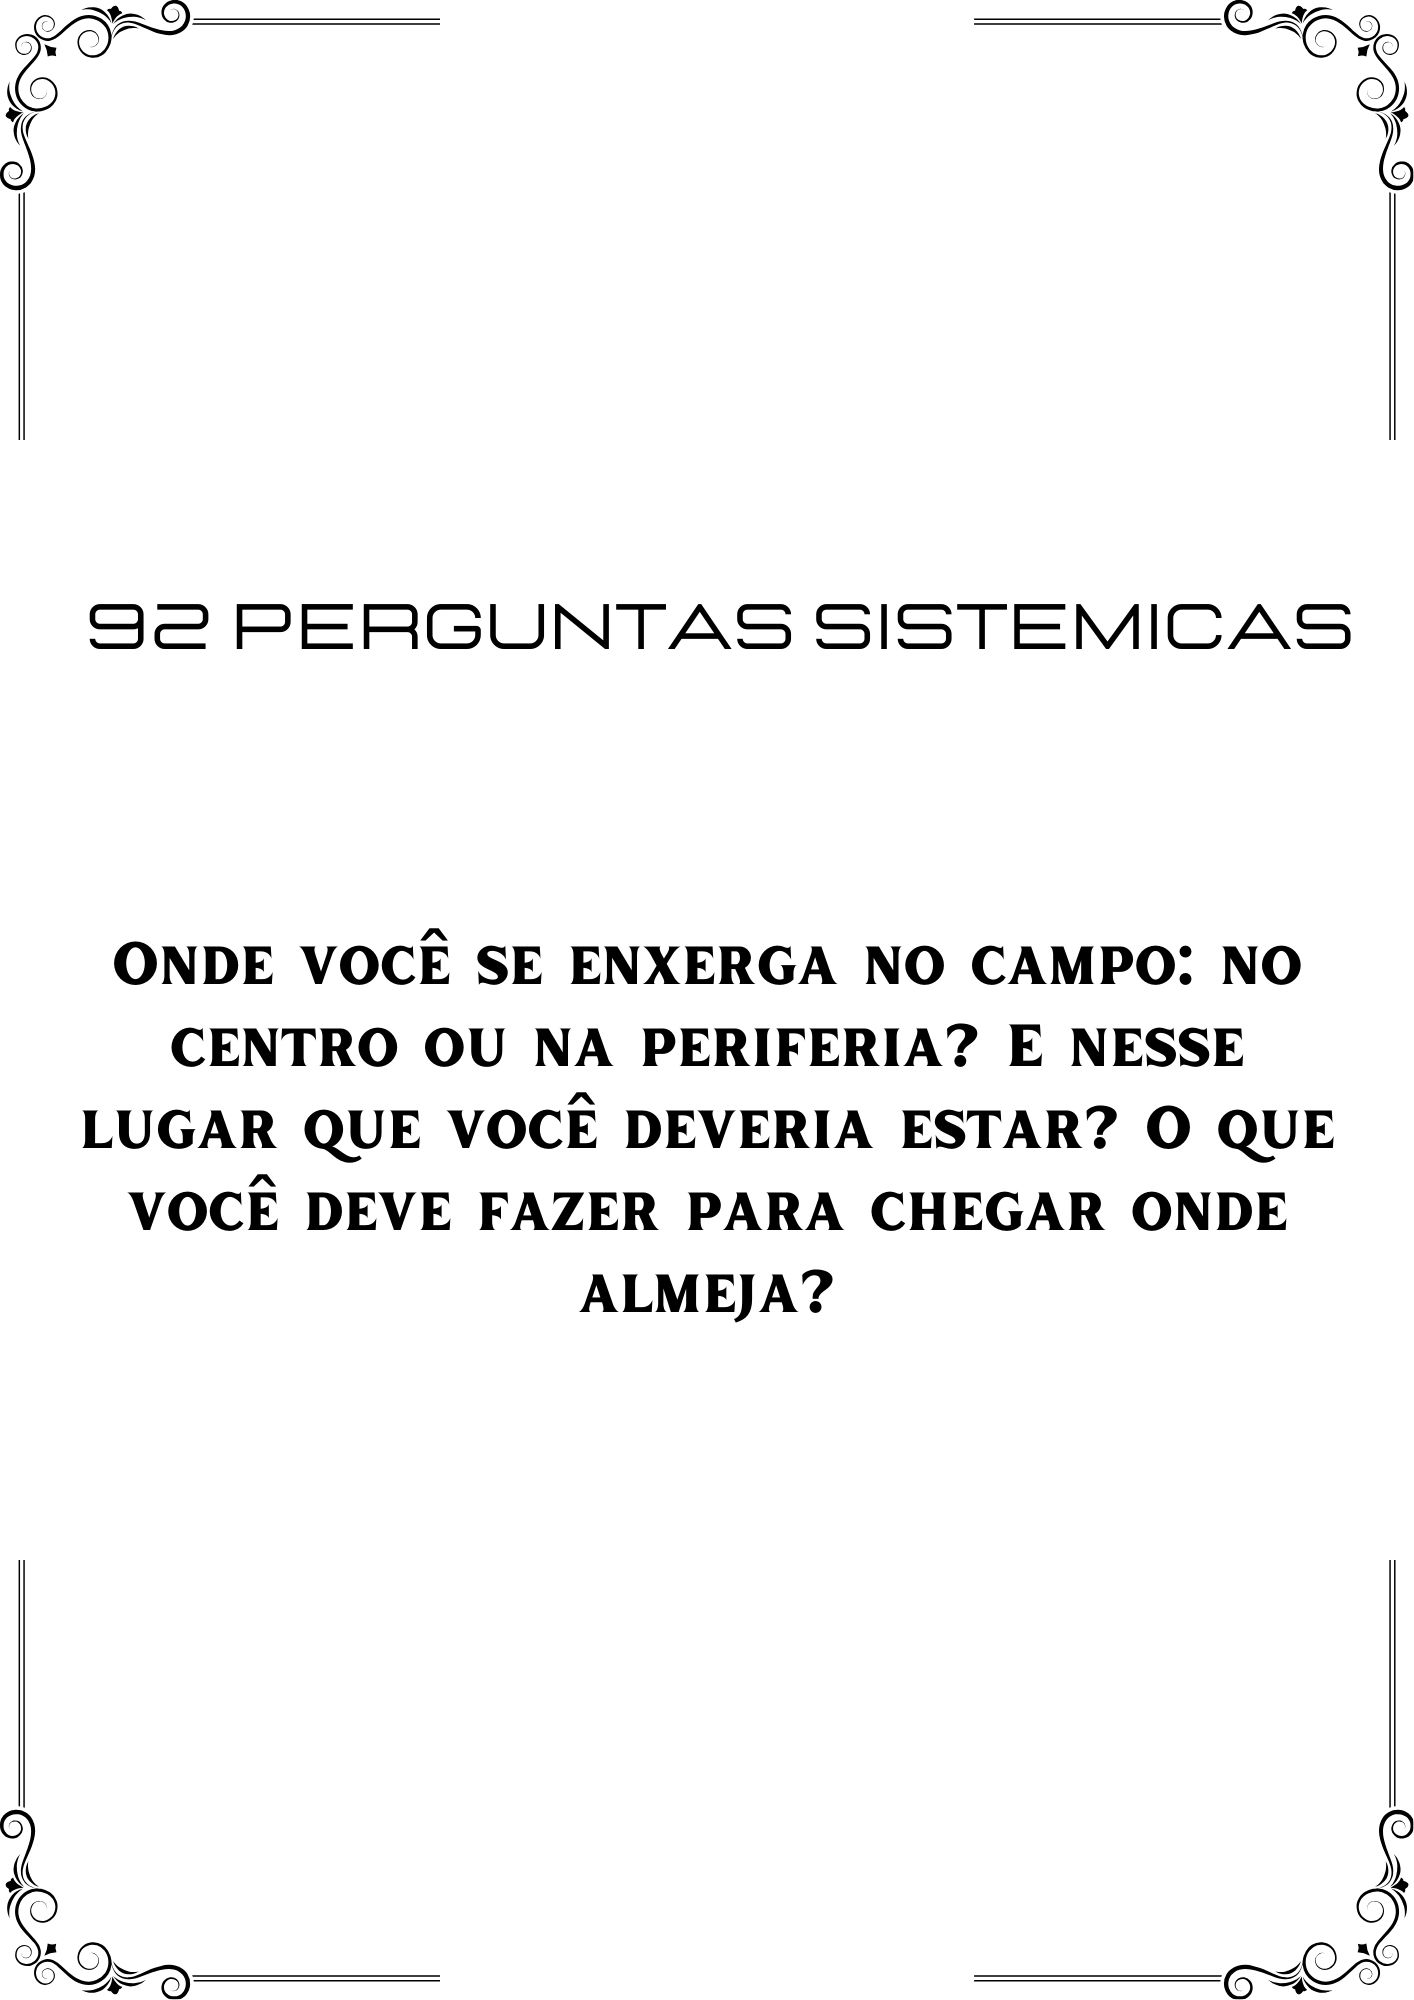 92 PERGUNTAS SISTEMICAS
Onde você se enxerga no campo: no
centro ou na periferia? E nesse
lugar que você deveria estar? O que
você deve fazer para chegar onde
almeja?